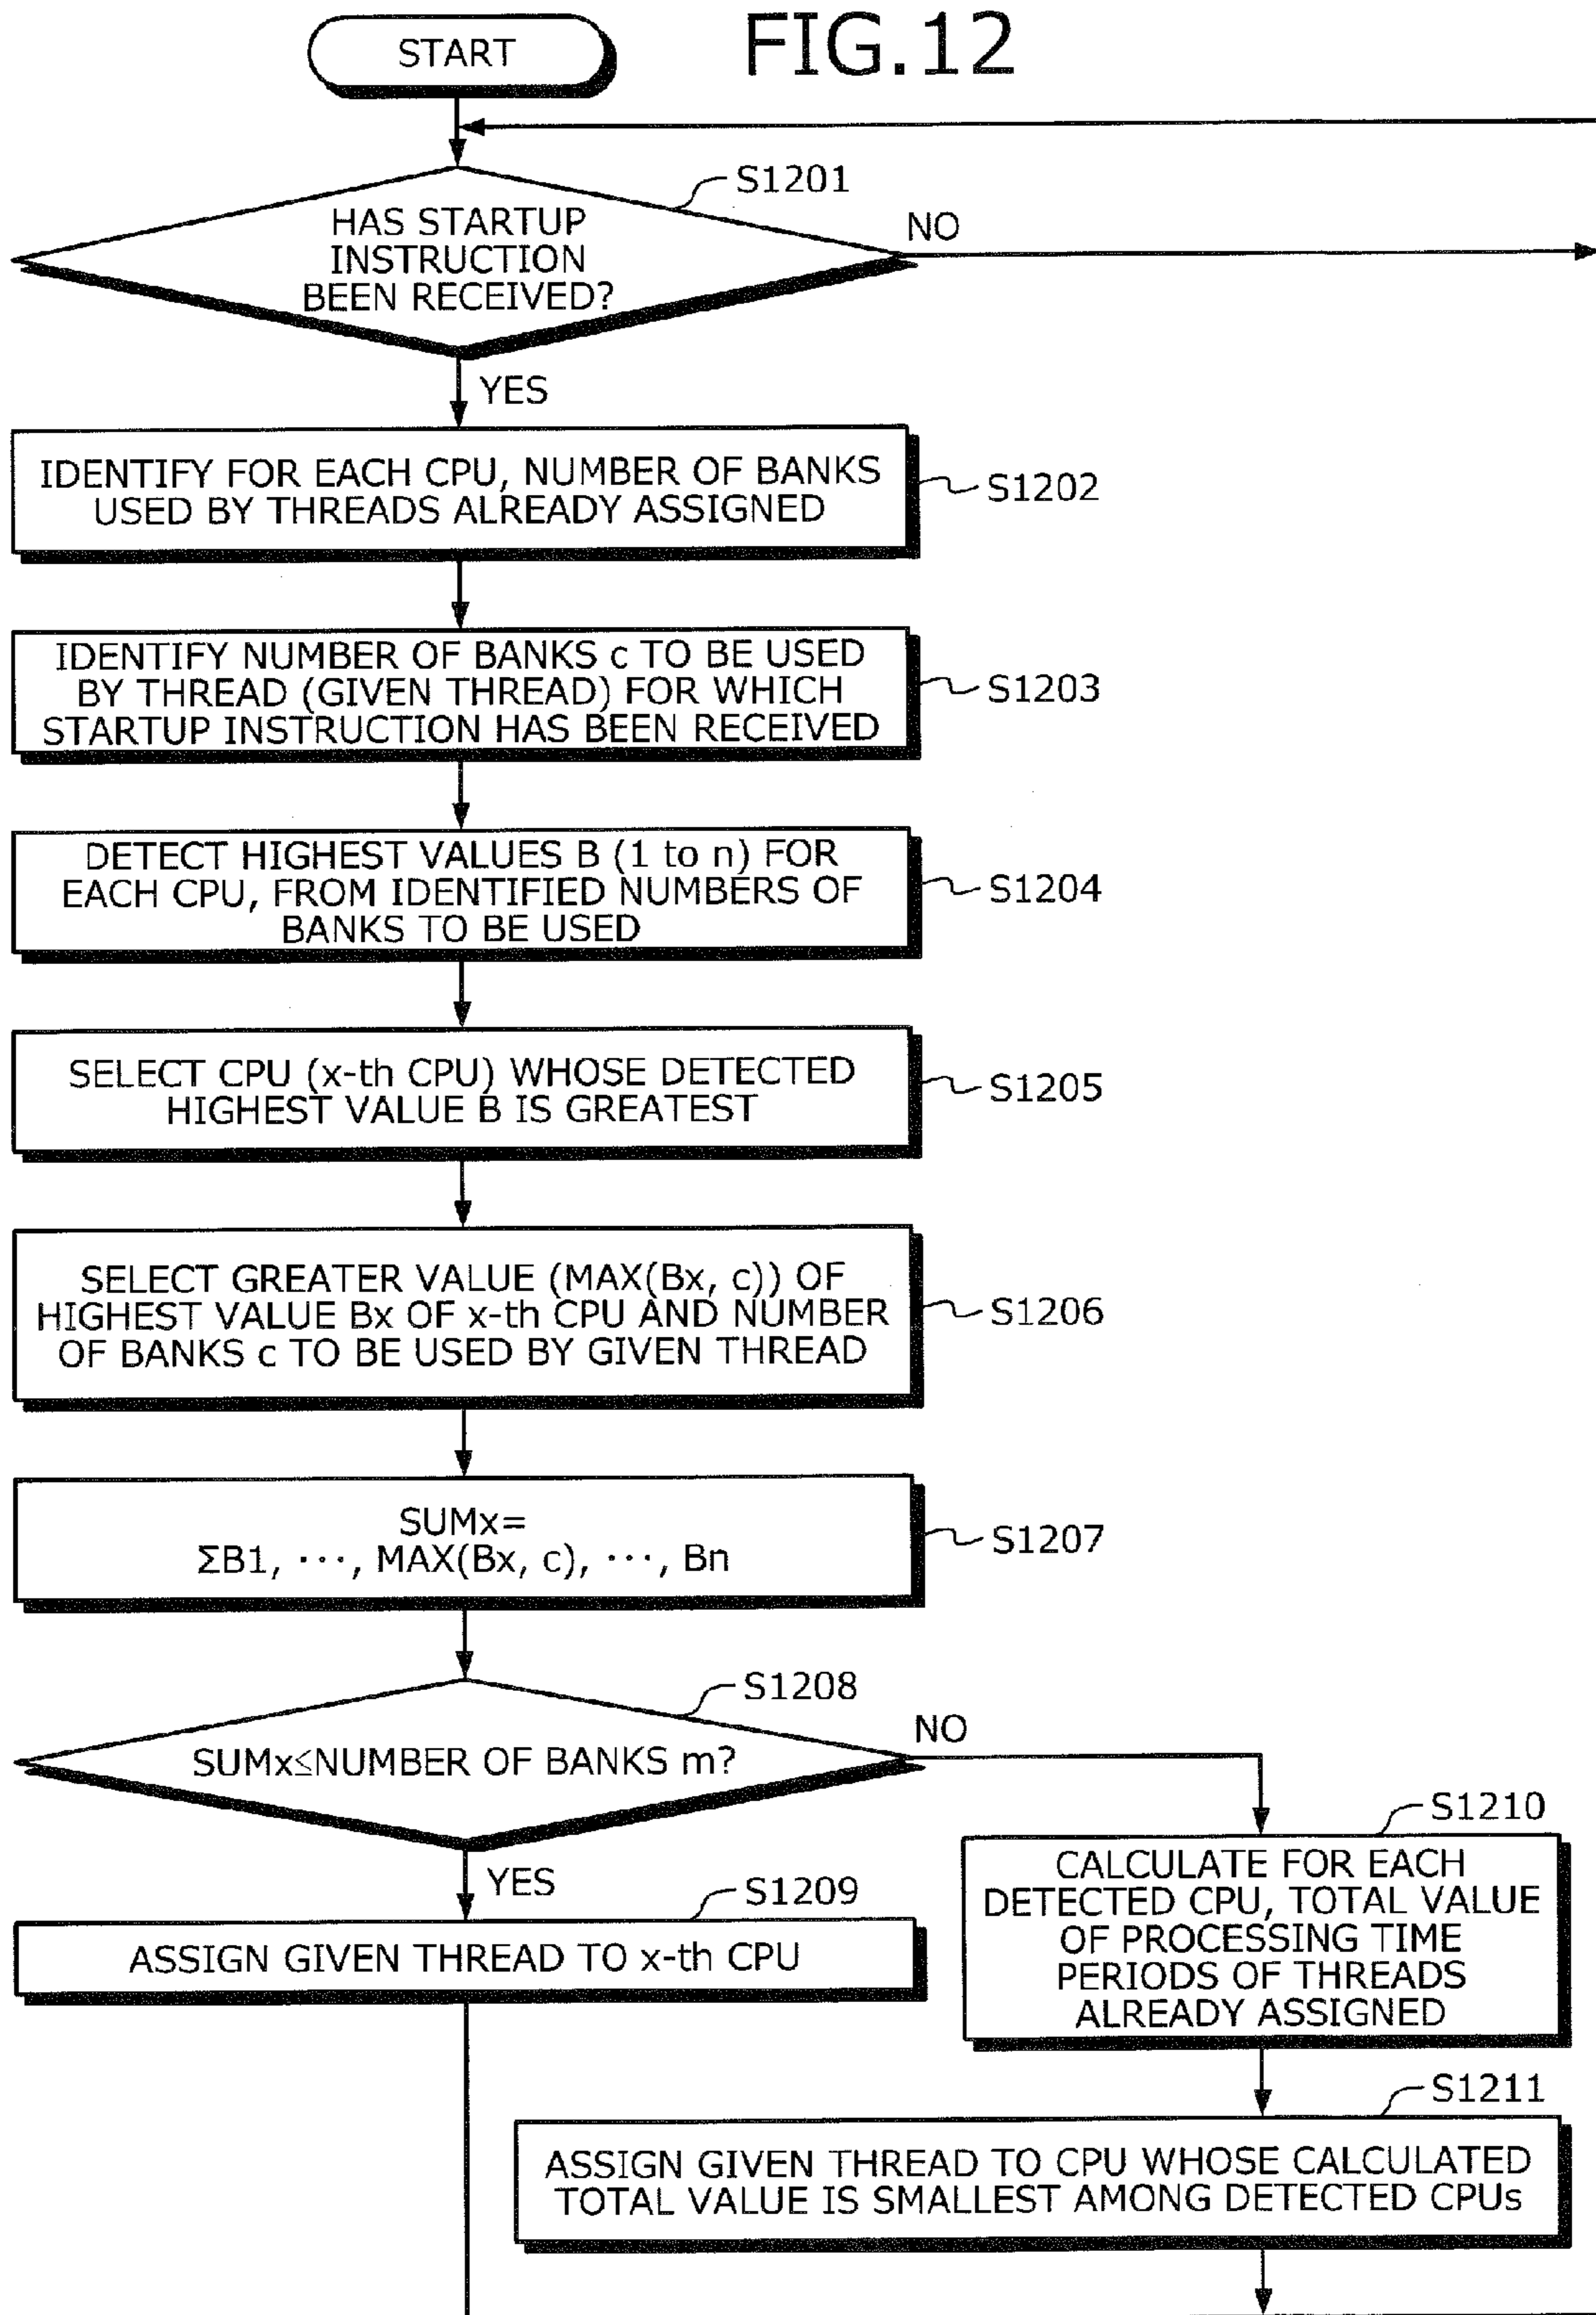 FIG.12
START
S1201
HAS STARTUP
INSTRUCTION
BEEN RECEIVED?
NO
YES
IDENTIFY FOR EACH CPU, NUMBER OF BANKS
USED BY THREADS ALREADY ASSIGNED
S1202
IDENTIFY NUMBER OF BANKS c TO BE USED
BY THREAD (GIVEN THREAD) FOR WHICH
STARTUP INSTRUCTION HAS BEEN RECEIVED
S1203
DETECT HIGHEST VALUES B (1 to n) FOR
EACH CPU, FROM IDENTIFIED NUMBERS OF
BANKS TO BE USED
S1204
SELECT CPU (x-th CPU) WHOSE DETECTED
HIGHEST VALUE B IS GREATEST
S1205
SELECT GREATER VALUE (MAX(Bx, c)) OF
HIGHEST VALUE Bx OF x-th CPU AND NUMBER
OF BANKS c TO BE USED BY GIVEN THREAD
S1206
SUMx=
ΣB1, ···, MAX(Bx, c), ···, Bn
S1207
S1208
SUMx≤NUMBER OF BANKS m?
NO
YES
S1209
ASSIGN GIVEN THREAD TO x-th CPU
S1210
CALCULATE FOR EACH
DETECTED CPU, TOTAL VALUE
OF PROCESSING TIME
PERIODS OF THREADS
ALREADY ASSIGNED
S1211
ASSIGN GIVEN THREAD TO CPU WHOSE CALCULATED
TOTAL VALUE IS SMALLEST AMONG DETECTED CPUs